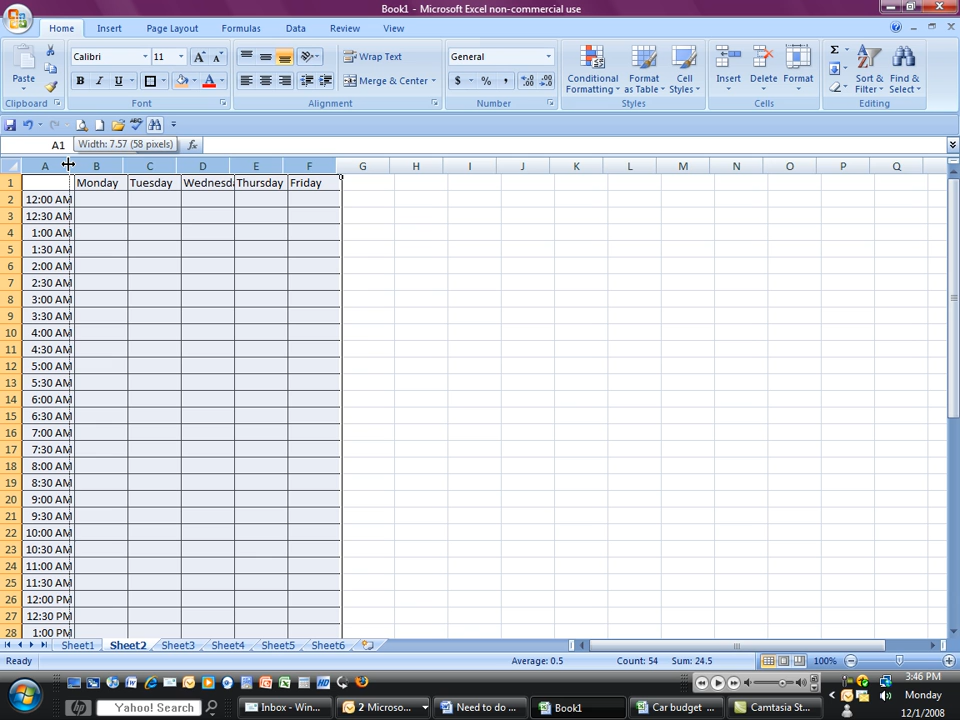 Book1 - Microsoft Excel non-commercial use
Home Insert Page Layout Formulas Data Review View
Calibri 11 Wrap Text General
Paste B I U Merge & Center $ % , Conditional Formatting Format as Table Cell Styles Insert Delete Format Sort & Filter Find & Select
Clipboard Font Alignment Number Styles Cells Editing
A1 Width: 7.57 (58 pixels) fx
A B C D E F G H I J K L M N O P Q
1 Monday Tuesday Wednesda Thursday Friday
2 12:00 AM
3 12:30 AM
4 1:00 AM
5 1:30 AM
6 2:00 AM
7 2:30 AM
8 3:00 AM
9 3:30 AM
10 4:00 AM
11 4:30 AM
12 5:00 AM
13 5:30 AM
14 6:00 AM
15 6:30 AM
16 7:00 AM
17 7:30 AM
18 8:00 AM
19 8:30 AM
20 9:00 AM
21 9:30 AM
22 10:00 AM
23 10:30 AM
24 11:00 AM
25 11:30 AM
26 12:00 PM
27 12:30 PM
28 1:00 PM
Sheet1 Sheet2 Sheet3 Sheet4 Sheet5 Sheet6
Ready Average: 0.5 Count: 54 Sum: 24.5 100%
3:46 PM
hp Yahoo! Search Inbox - Win... 2 Microso... Need to do ... Book1 Car budget ... Camtasia St... Monday
12/1/2008